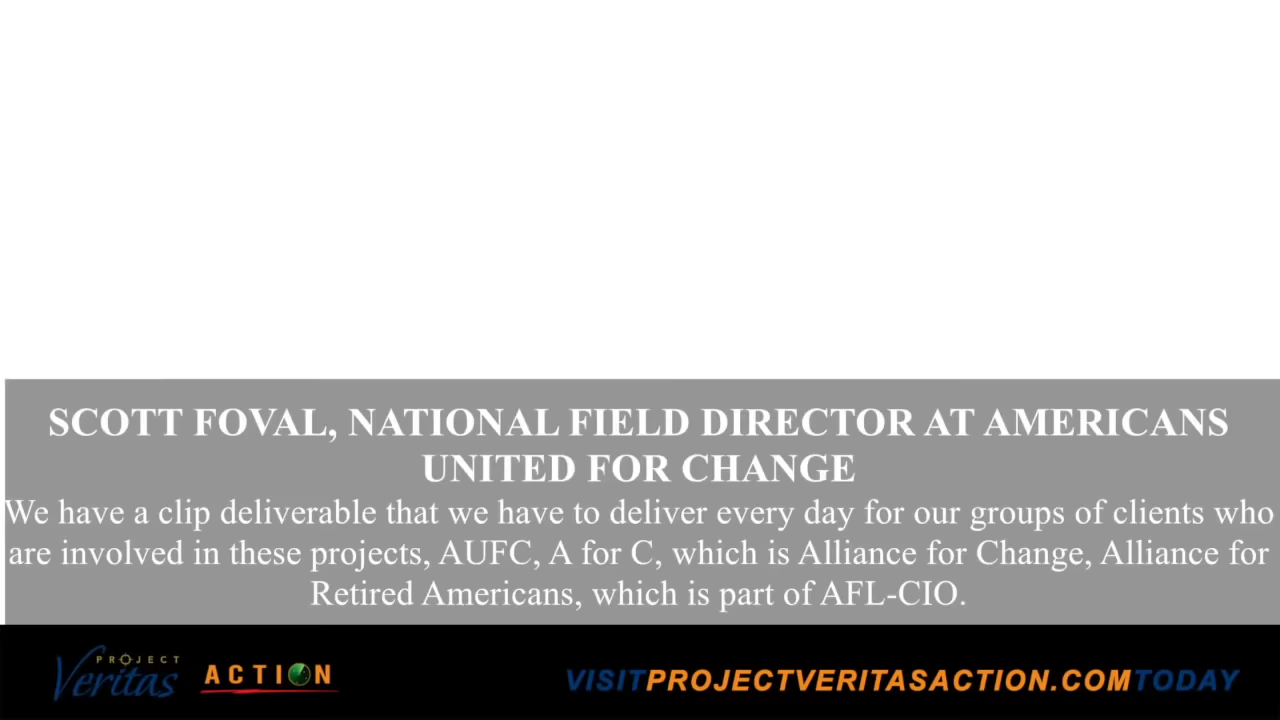 SCOTT FOVAL, NATIONAL FIELD DIRECTOR AT AMERICANS
UNITED FOR CHANGE
We have a clip deliverable that we have to deliver every day for our groups of clients who
are involved in these projects, AUFC, A for C, which is Alliance for Change, Alliance for
Retired Americans, which is part of AFL-CIO.
PROJECT
Veritas ACTION
VISITPROJECTVERITASACTION.COMTODAY